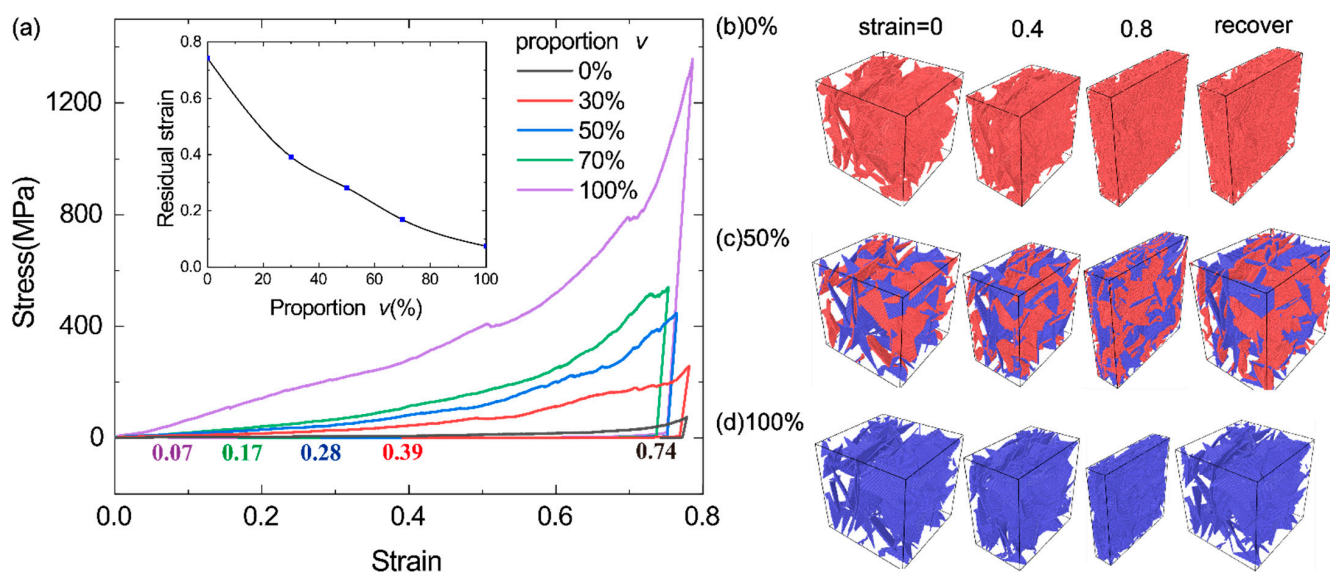 (a)
Stress(MPa)
1200
800
400
0
0.0
0.2
0.4
0.6
0.8
Strain
0.07
0.17
0.28
0.39
0.74
Residual strain
0.8
0.6
0.4
0.2
0.0
0
20
40
60
80
100
Proportion v(%)
proportion v
0%
30%
50%
70%
100%
(b)0%
strain=0
0.4
0.8
recover
(c)50%
(d)100%